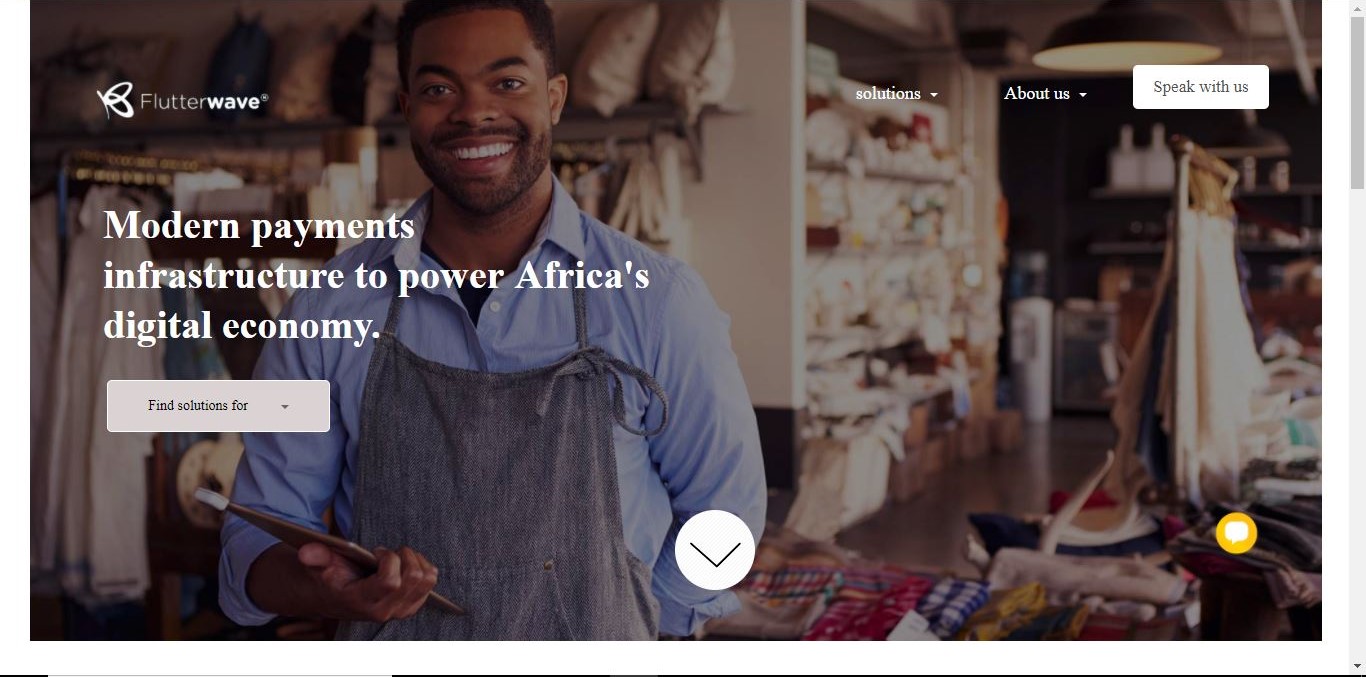 Flutterwave®
solutions
About us
Speak with us
Modern payments
infrastructure to power Africa's
digital economy.
Find solutions for